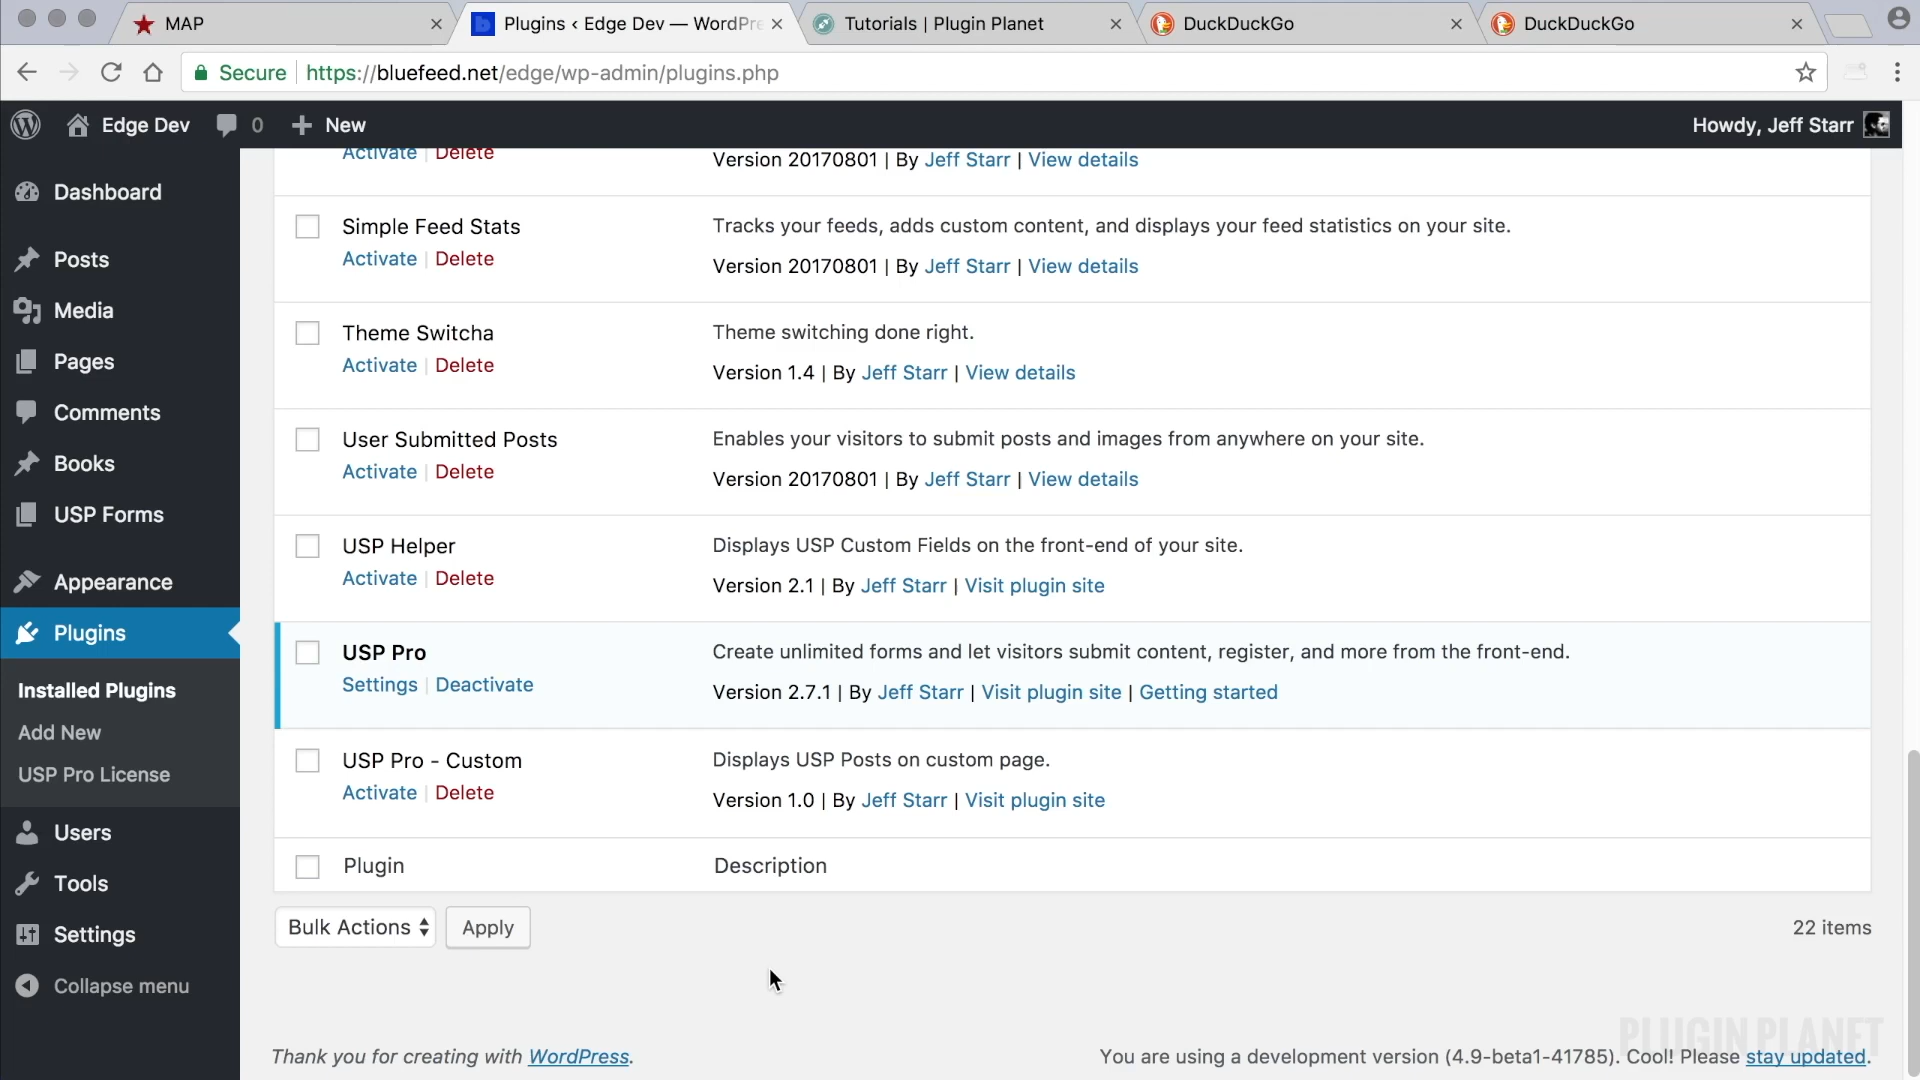 MAP
Plugins ‹ Edge Dev — WordPre
Tutorials | Plugin Planet
DuckDuckGo
DuckDuckGo
Secure
https://bluefeed.net/edge/wp-admin/plugins.php
Edge Dev
0
New
Howdy, Jeff Starr
Dashboard
Posts
Media
Pages
Comments
Books
USP Forms
Appearance
Plugins
Installed Plugins
Add New
USP Pro License
Users
Tools
Settings
Collapse menu
Activate | Delete
Version 20170801 | By Jeff Starr | View details
Simple Feed Stats
Activate | Delete
Tracks your feeds, adds custom content, and displays your feed statistics on your site.
Version 20170801 | By Jeff Starr | View details
Theme Switcha
Activate | Delete
Theme switching done right.
Version 1.4 | By Jeff Starr | View details
User Submitted Posts
Activate | Delete
Enables your visitors to submit posts and images from anywhere on your site.
Version 20170801 | By Jeff Starr | View details
USP Helper
Activate | Delete
Displays USP Custom Fields on the front-end of your site.
Version 2.1 | By Jeff Starr | Visit plugin site
USP Pro
Settings | Deactivate
Create unlimited forms and let visitors submit content, register, and more from the front-end.
Version 2.7.1 | By Jeff Starr | Visit plugin site | Getting started
USP Pro - Custom
Activate | Delete
Displays USP Posts on custom page.
Version 1.0 | By Jeff Starr | Visit plugin site
Plugin
Description
Bulk Actions
Apply
22 items
PLUGIN PLANET
Thank you for creating with WordPress.
You are using a development version (4.9-beta1-41785). Cool! Please stay updated.